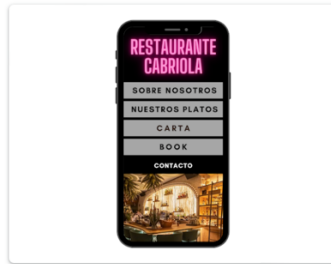 RESTAURANTE
CABRIOLA
SOBRE NOSOTROS
NUESTROS PLATOS
CARTA
BOOK
CONTACTO